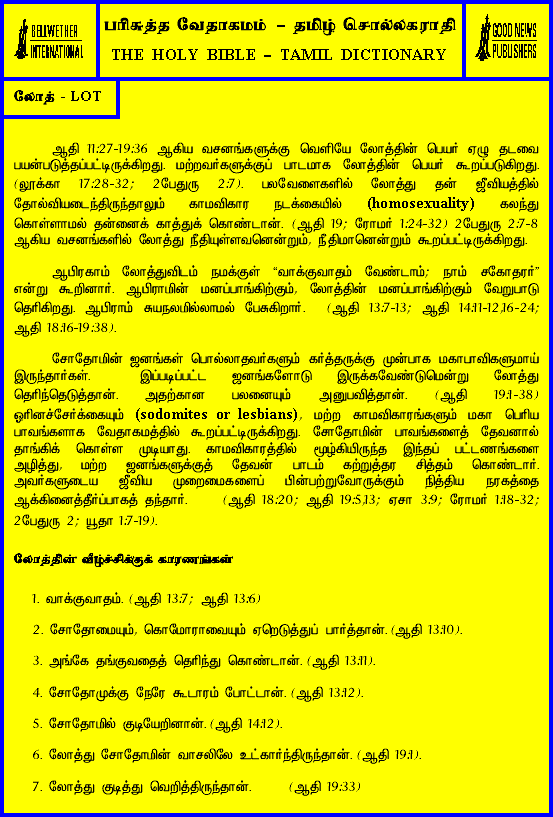 BELLWETHER
INTERNATIONAL
பரிசுத்த வேதாகமம் – தமிழ் சொல்லகராதி
THE HOLY BIBLE – TAMIL DICTIONARY
GOOD NEWS
PUBLISHERS
லோத் - LOT
ஆதி 11:27-19:36 ஆகிய வசனங்களுக்கு வெளியே லோத்தின் பெயர் ஏழு தடவை
பயன்படுத்தப்பட்டிருக்கிறது. மற்றவர்களுக்குப் பாடமாக லோத்தின் பெயர் கூறப்படுகிறது.
(லூக்கா 17:28-32; 2பேதுரு 2:7). பலவேளைகளில் லோத்து தன் ஜீவியத்தில்
தோல்வியடைந்திருந்தாலும் காமவிகார நடக்கையில் (homosexuality) கலந்து
கொள்ளாமல் தன்னைக் காத்துக் கொண்டான். (ஆதி 19; ரோமர் 1:24-32) 2பேதுரு 2:7-8
ஆகிய வசனங்களில் லோத்து நீதியுள்ளவனென்றும், நீதிமானென்றும் கூறப்பட்டிருக்கிறது.
ஆபிரகாம் லோத்துவிடம் நமக்குள் “வாக்குவாதம் வேண்டாம்; நாம் சகோதரர்”
என்று கூறினார். ஆபிராமின் மனப்பாங்கிற்கும், லோத்தின் மனப்பாங்கிற்கும் வேறுபாடு
தெரிகிறது. ஆபிராம் சுயநலமில்லாமல் பேசுகிறார். (ஆதி 13:7-13; ஆதி 14:11-12,16-24;
ஆதி 18:16-19:38).
சோதோமின் ஜனங்கள் பொல்லாதவர்களும் கர்த்தருக்கு முன்பாக மகாபாவிகளுமாய்
இருந்தார்கள். இப்படிப்பட்ட ஜனங்களோடு இருக்கவேண்டுமென்று லோத்து
தெரிந்தெடுத்தான். அதற்கான பலனையும் அனுபவித்தான். (ஆதி 19:1-38)
ஓரினச்சேர்க்கையும் (sodomites or lesbians), மற்ற காமவிகாரங்களும் மகா பெரிய
பாவங்களாக வேதாகமத்தில் கூறப்பட்டிருக்கிறது. சோதோமின் பாவங்களைத் தேவனால்
தாங்கிக் கொள்ள முடியாது. காமவிகாரத்தில் மூழ்கியிருந்த இந்தப் பட்டணங்களை
அழித்து, மற்ற ஜனங்களுக்குத் தேவன் பாடம் கற்றுத்தர சித்தம் கொண்டார்.
அவர்களுடைய ஜீவிய முறைமைகளைப் பின்பற்றுவோருக்கும் நித்திய நரகத்தை
ஆக்கினைத்தீர்ப்பாகத் தந்தார். (ஆதி 18:20; ஆதி 19:5,13; ஏசா 3:9; ரோமர் 1:18-32;
2பேதுரு 2; யூதா 1:7-19).
லோத்தின் வீழ்ச்சிக்குக் காரணங்கள்
1. வாக்குவாதம். (ஆதி 13:7; ஆதி 13:6)
2. சோதோமையும், கொமோராவையும் ஏறெடுத்துப் பார்த்தான். (ஆதி 13:10).
3. அங்கே தங்குவதைத் தெரிந்து கொண்டான். (ஆதி 13:11).
4. சோதோமுக்கு நேரே கூடாரம் போட்டான். (ஆதி 13:12).
5. சோதோமில் குடியேறினான். (ஆதி 14:12).
6. லோத்து சோதோமின் வாசலிலே உட்கார்ந்திருந்தான். (ஆதி 19:1).
7. லோத்து குடித்து வெறித்திருந்தான். (ஆதி 19:33)